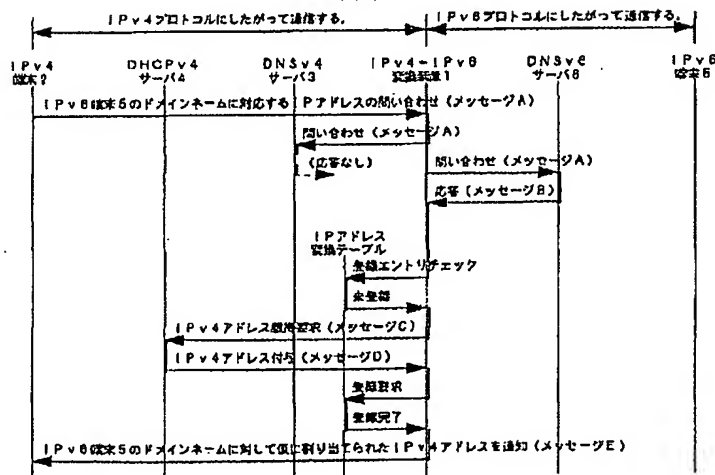 IPv4プロトコルにしたがって通信する。
IPv6プロトコルにしたがって通信する。
IPv4
端末2
DHCPv4
サーバ4
DNSv4
サーバ3
IPv4-IPv6
変換装置1
DNSv6
サーバ6
IPv6
端末5
IPv6端末5のドメインネームに対応するIPアドレスの問い合わせ(メッセージA)
問い合わせ(メッセージA)
(応答なし)
問い合わせ(メッセージA)
応答(メッセージB)
IPアドレス
変換テーブル
登録エントリチェック
未登録
IPv4アドレス取得要求(メッセージC)
IPv4アドレス付与(メッセージD)
登録要求
登録完了
IPv6端末5のドメインネームに対して仮に割り当てられたIPv4アドレスを通知(メッセージE)